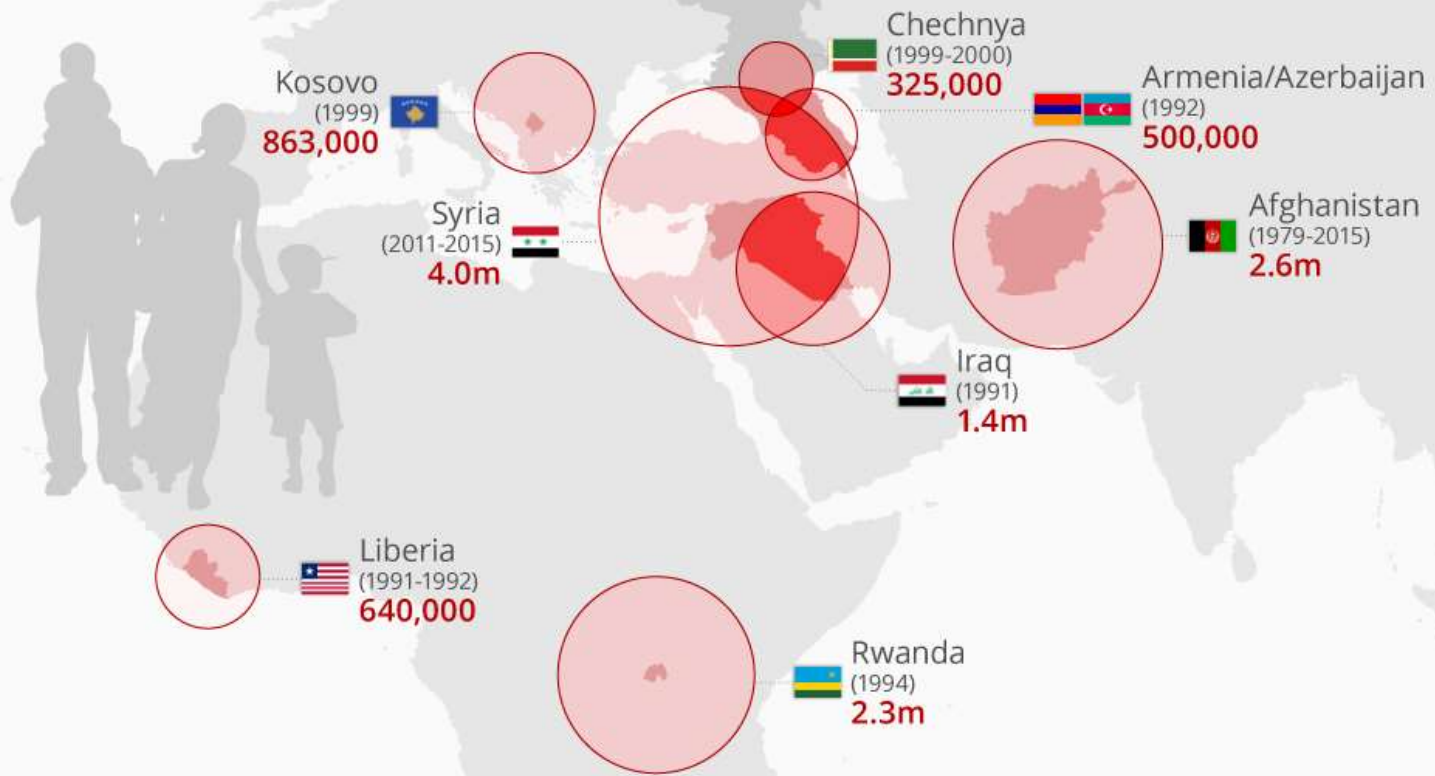 Chechnya
(1999-2000)
325,000
Kosovo
(1999)
863,000
Armenia/Azerbaijan
(1992)
500,000
Syria
(2011-2015)
4.0m
Afghanistan
(1979-2015)
2.6m
Iraq
(1991)
1.4m
Liberia
(1991-1992)
640,000
Rwanda
(1994)
2.3m